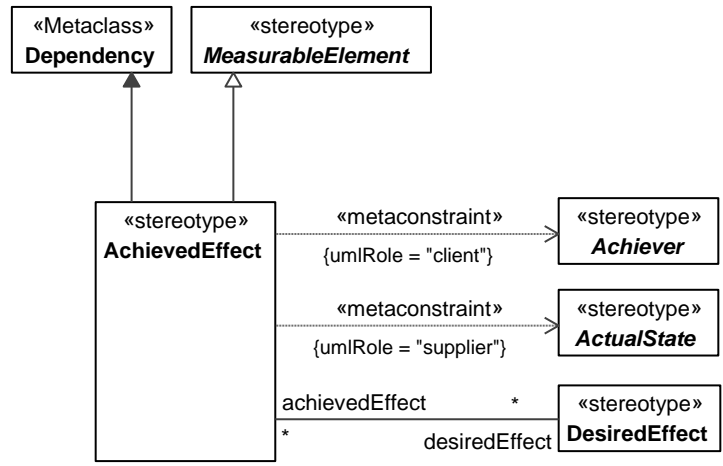 «Metaclass»
Dependency
«stereotype»
MeasurableElement
«stereotype»
AchievedEffect
«metaconstraint»
{umlRole = "client"}
«stereotype»
Achiever
«metaconstraint»
{umlRole = "supplier"}
«stereotype»
ActualState
achievedEffect
*
*
desiredEffect
«stereotype»
DesiredEffect